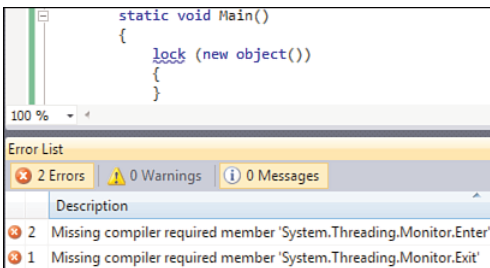 static void Main()
{
lock (new object())
{
}
100 %
Error List
2 Errors 0 Warnings 0 Messages
Description
2 Missing compiler required member 'System.Threading.Monitor.Enter'
1 Missing compiler required member 'System.Threading.Monitor.Exit'